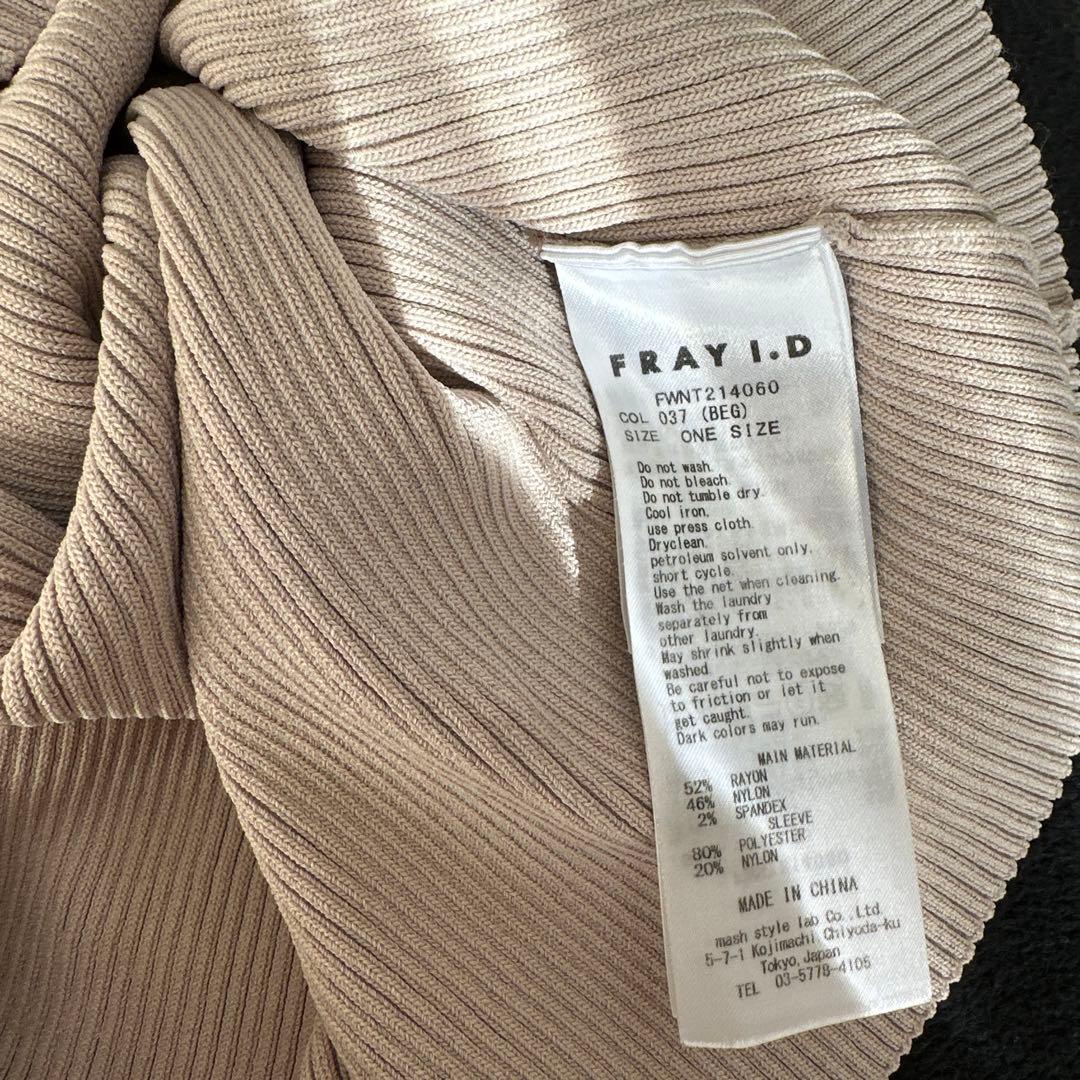 FRAY I.D
FWNT214060
COL 037 (BEG)
SIZE ONE SIZE
Do not wash.
Do not bleach.
Do not tumble dry.
Cool iron.
use press cloth.
Dryclean.
petroleum solvent only.
short cycle.
Use the net when cleaning.
Wash the laundry
separately from
other laundry.
May shrink slightly when
washed.
Be careful not to expose
to friction or let it
get caught.
Dark colors may run.
MAIN MATERIAL
52% RAYON
46% NYLON
2% SPANDEX
SLEEVE
80% POLYESTER
20% NYLON
MADE IN CHINA
mash style lab Co.,Ltd.
5-7-1 Kojimachi Chiyoda-ku
Tokyo,Japan
TEL 03-5778-4105